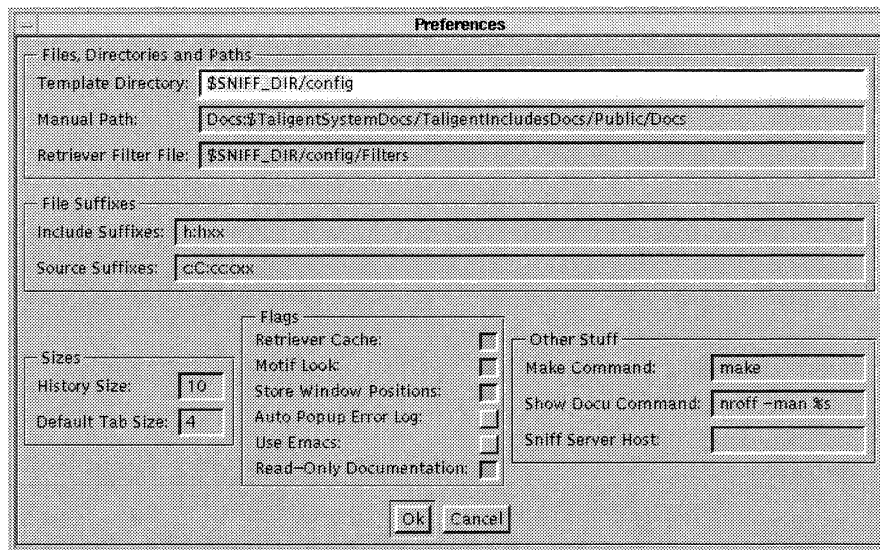 Preferences
Files, Directories and Paths
Template Directory: $SNIFF_DIR/config
Manual Path: Docs:$TaligentSystemDocs/TaligentIncludesDocs/Public/Docs
Retriever Filter File: $SNIFF_DIR/config/Filters
File Suffixes
Include Suffixes: h:hxx
Source Suffixes: c:C:cc:cxx
Sizes
History Size: 10
Default Tab Size: 4
Flags
Retriever Cache:
Motif Look:
Store Window Positions:
Auto Popup Error Log:
Use Emacs:
Read-Only Documentation:
Other Stuff
Make Command: make
Show Docu Command: nroff -man %s
Sniff Server Host:
Ok Cancel